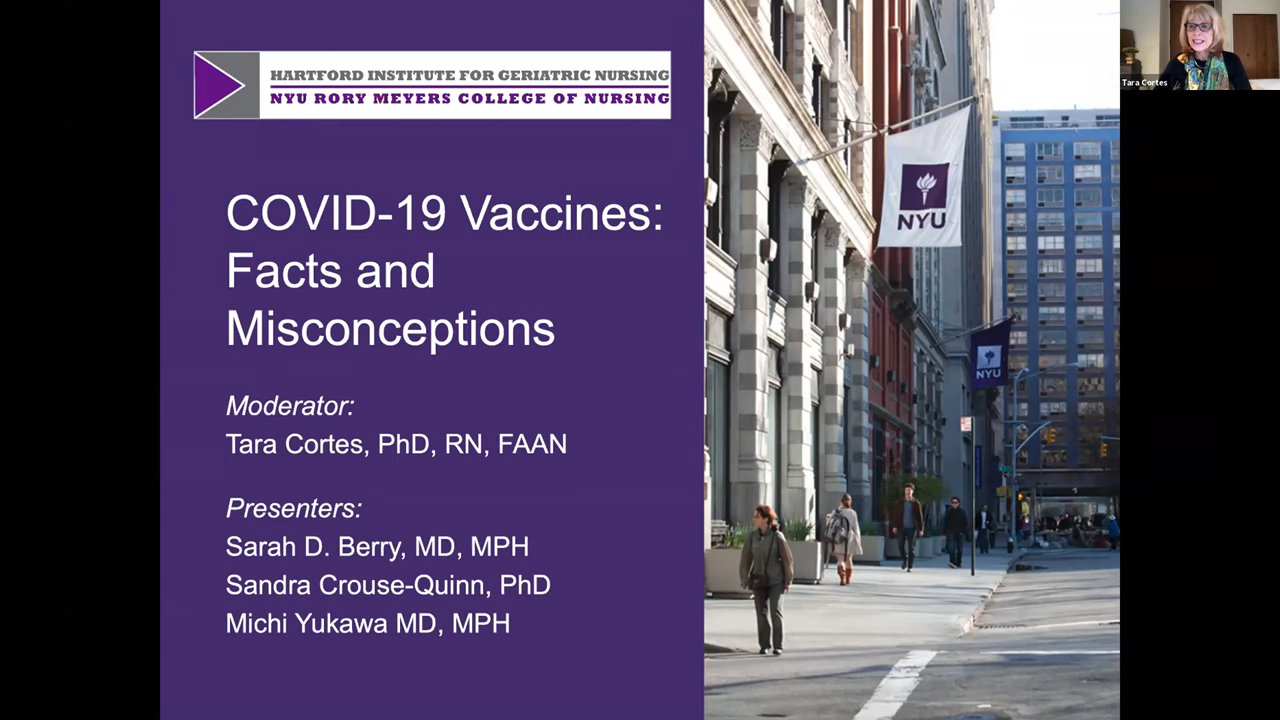 HARTFORD INSTITUTE FOR GERIATRIC NURSING
NYU RORY MEYERS COLLEGE OF NURSING
COVID-19 Vaccines:
Facts and
Misconceptions
Moderator:
Tara Cortes, PhD, RN, FAAN
Presenters:
Sarah D. Berry, MD, MPH
Sandra Crouse-Quinn, PhD
Michi Yukawa MD, MPH
NYU
NYU
Tara Cortes